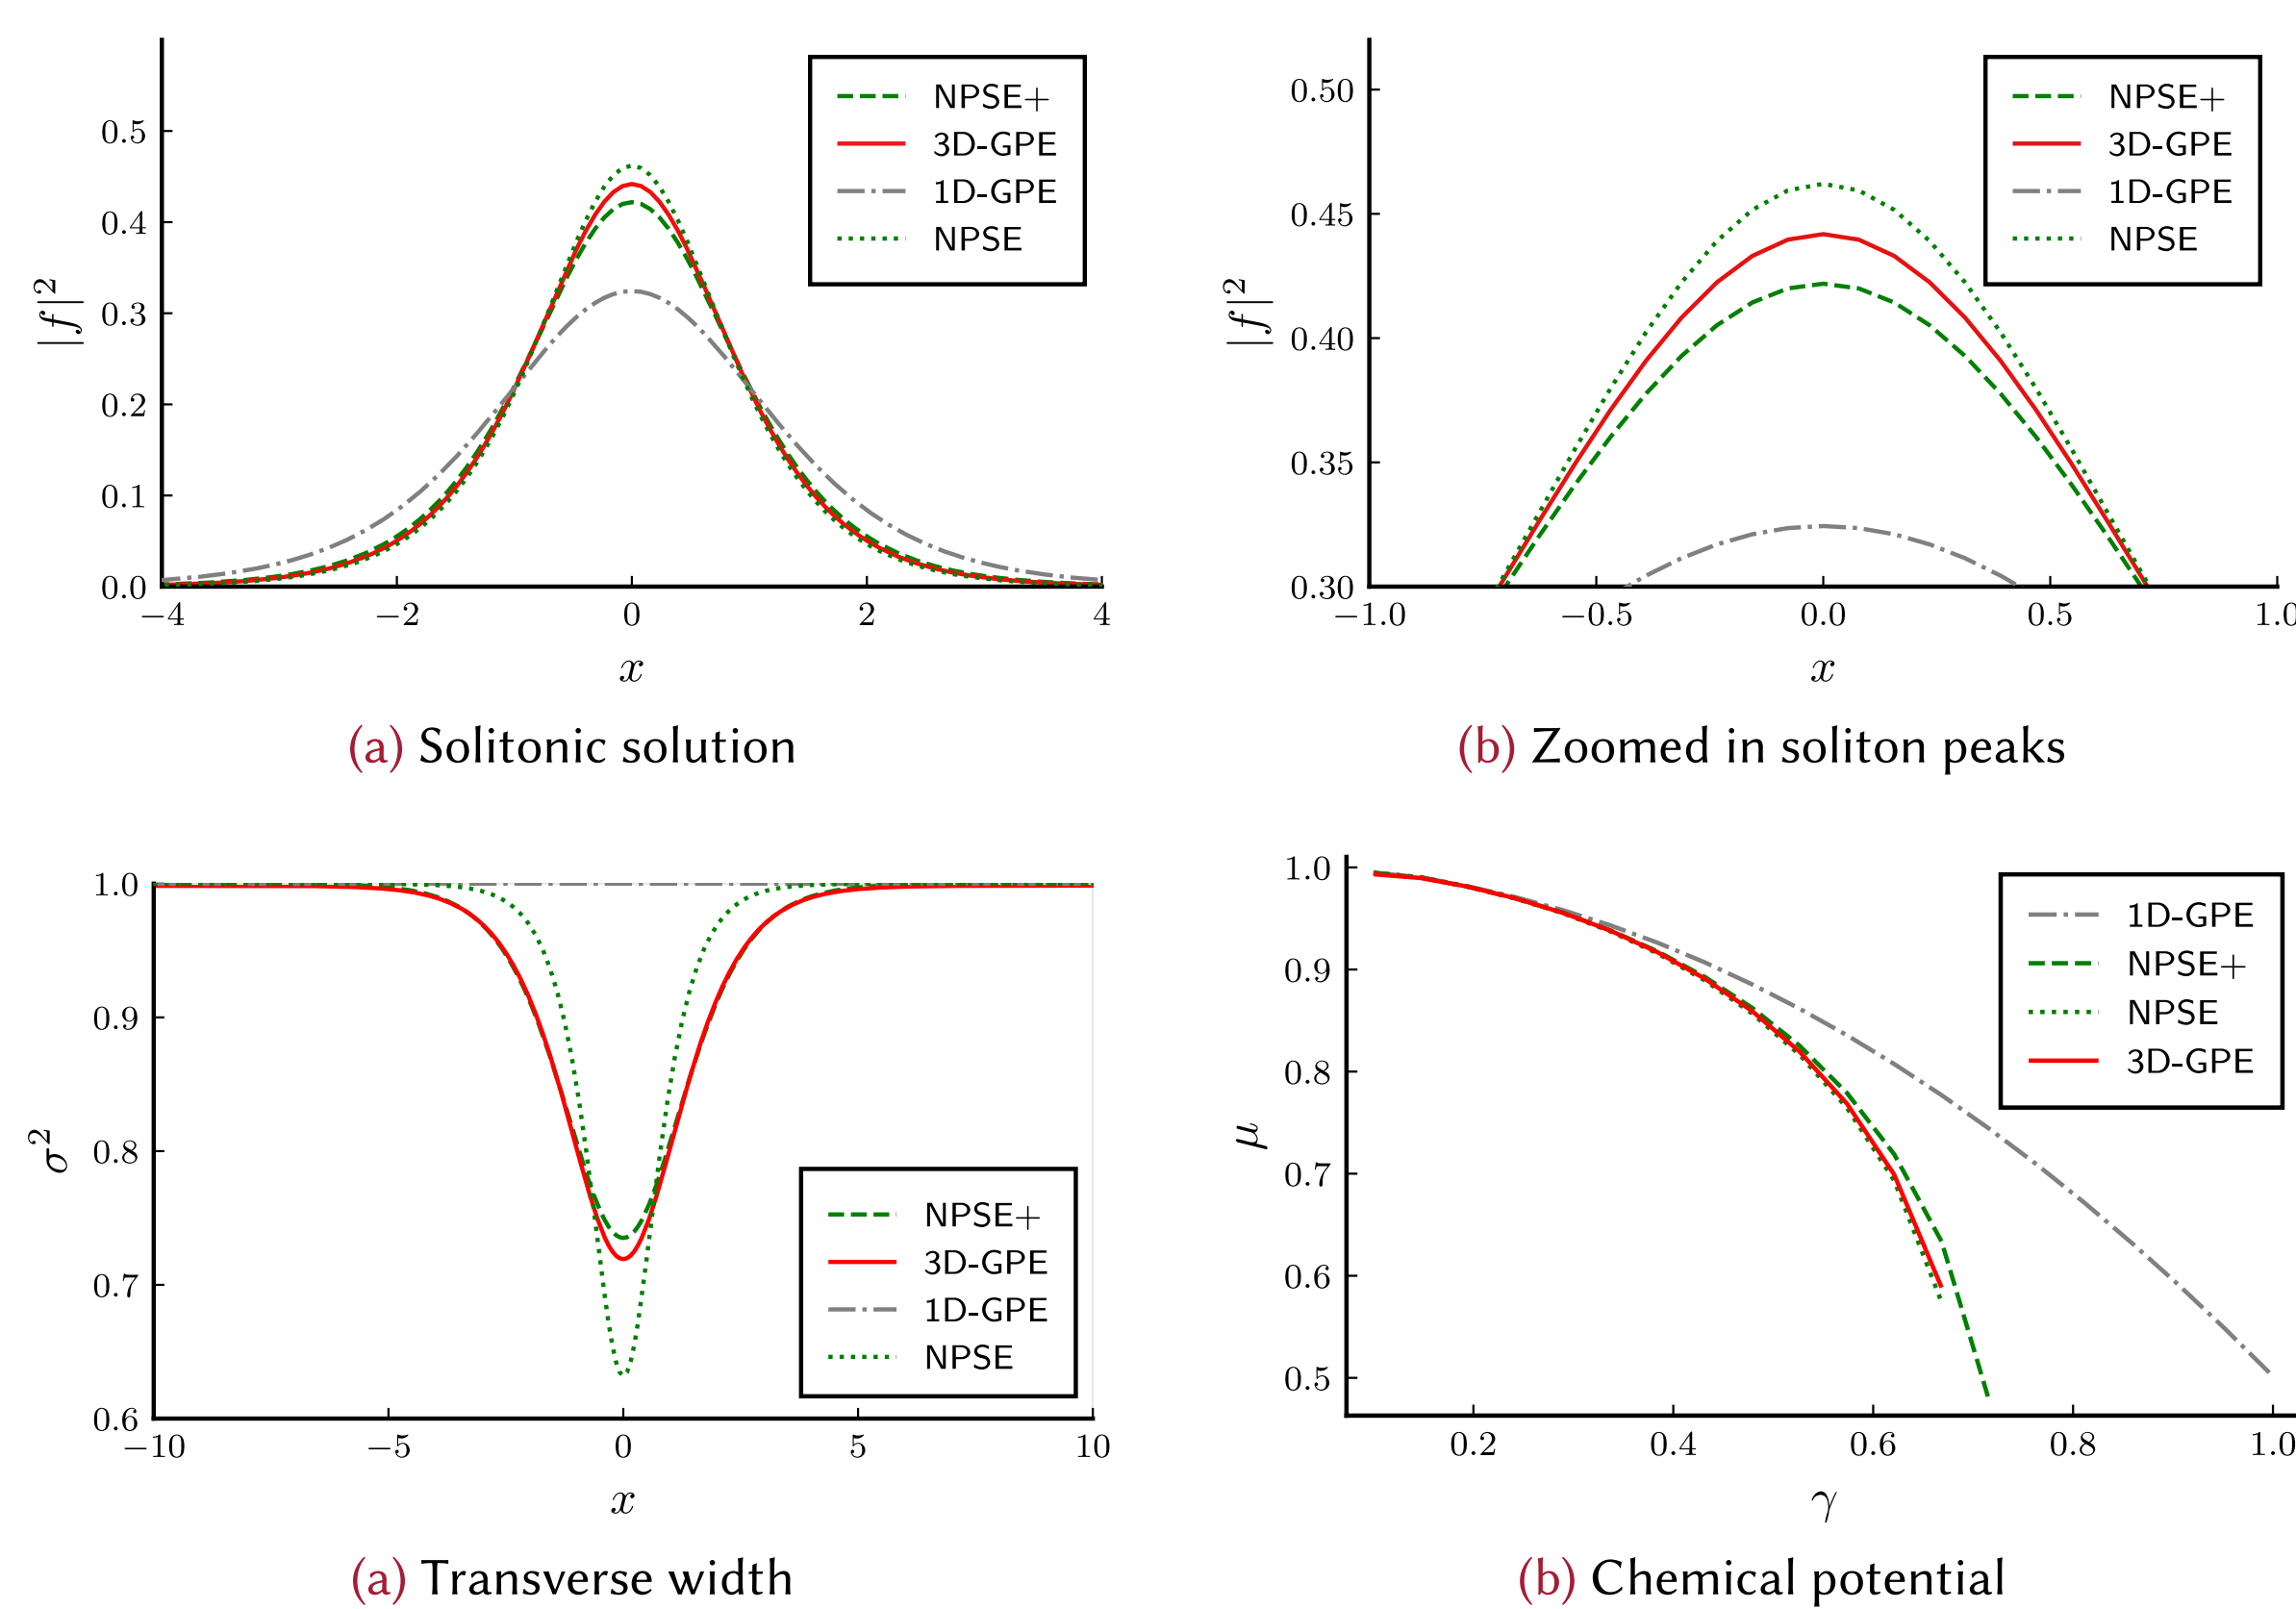 |f|²
0.5
0.4
0.3
0.2
0.1
0.0
−4
−2
0
2
4
x
NPSE+
3D-GPE
1D-GPE
NPSE
(a) Solitonic solution
|f|²
0.50
0.45
0.40
0.35
0.30
−1.0
−0.5
0.0
0.5
1.0
x
NPSE+
3D-GPE
1D-GPE
NPSE
(b) Zoomed in soliton peaks
σ²
1.0
0.9
0.8
0.7
0.6
−10
−5
0
5
10
x
NPSE+
3D-GPE
1D-GPE
NPSE
(a) Transverse width
μ
1.0
0.9
0.8
0.7
0.6
0.5
0.2
0.4
0.6
0.8
1.0
γ
1D-GPE
NPSE+
NPSE
3D-GPE
(b) Chemical potential